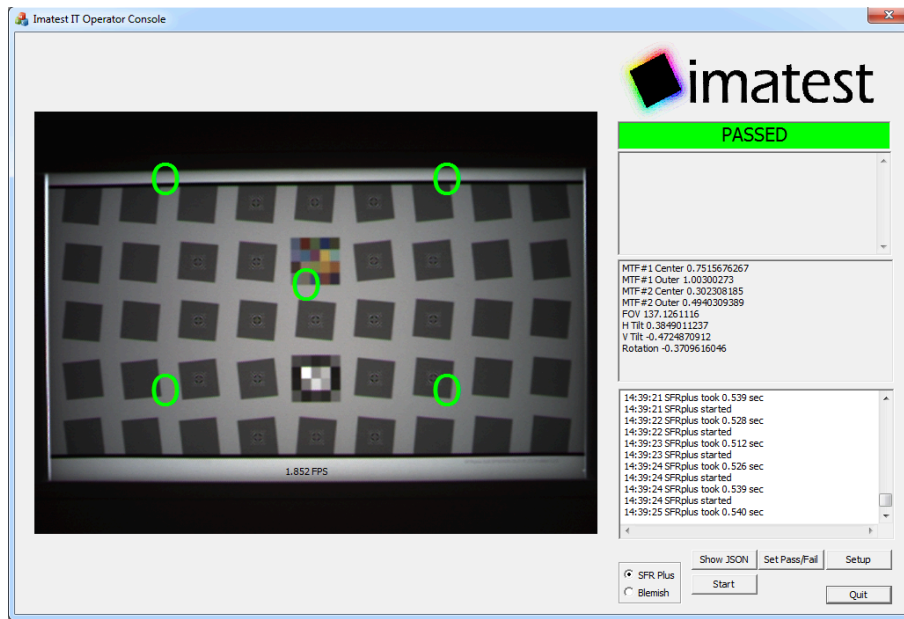 Imatest IT Operator Console
imatest
PASSED
MTF#1 Center 0.7515676267
MTF#1 Outer 1.00300273
MTF#2 Center 0.302308185
MTF#2 Outer 0.4940309389
FOV 137.1261116
H Tilt 0.3849011237
V Tilt -0.4724870912
Rotation -0.3709616046
1.852 FPS
14:39:21 SFRplus took 0.539 sec
14:39:21 SFRplus started
14:39:22 SFRplus took 0.528 sec
14:39:22 SFRplus started
14:39:23 SFRplus took 0.512 sec
14:39:23 SFRplus started
14:39:24 SFRplus took 0.526 sec
14:39:24 SFRplus started
14:39:24 SFRplus took 0.539 sec
14:39:24 SFRplus started
14:39:25 SFRplus took 0.540 sec
SFR Plus
Blemish
Show JSON
Set Pass/Fail
Setup
Start
Quit